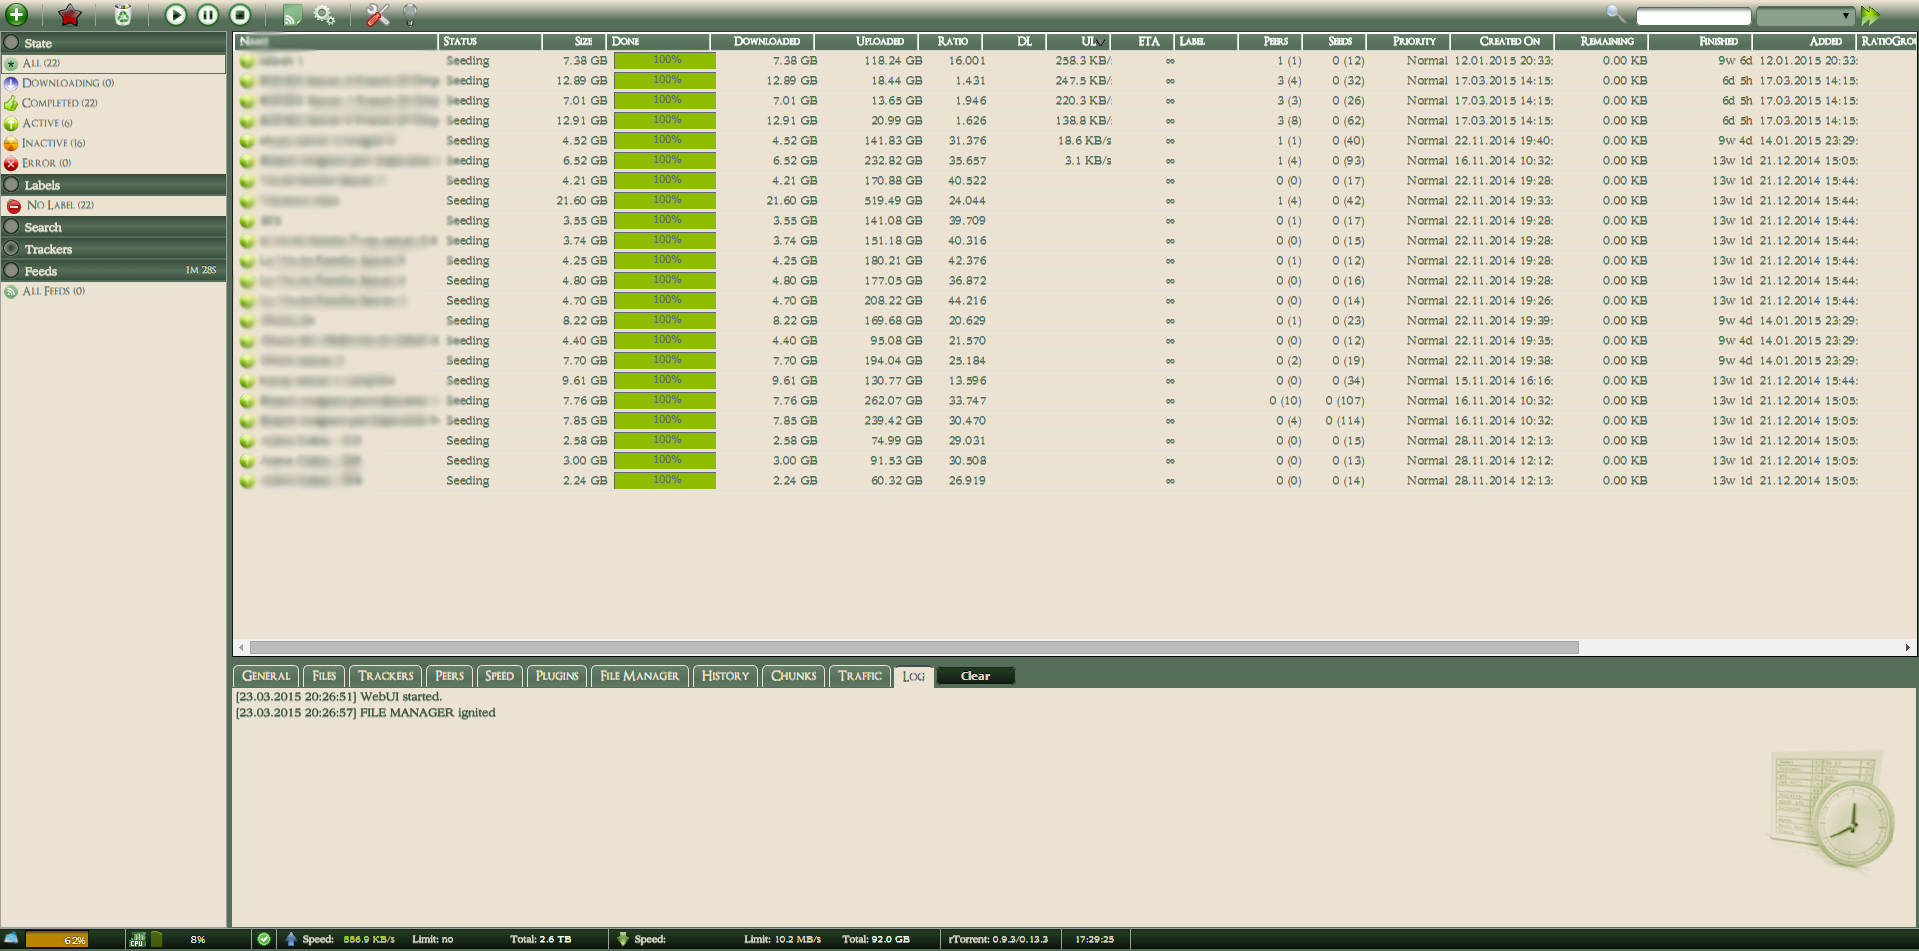 State
All (22)
Downloading (0)
Completed (22)
Active (6)
Inactive (16)
Error (0)
Labels
No Label (22)
Search
Trackers
Feeds 1M 28S
All Feeds (0)
Name Status Size Done Downloaded Uploaded Ratio DL UL ETA Label Peers Seeds Priority Created On Remaining Finished Added RatioGrou
Seeding 7.38 GB 100% 7.38 GB 118.24 GB 16.001 258.3 KB/ ∞ 1 (1) 0 (12) Normal 12.01.2015 20:33: 0.00 KB 9w 6d 12.01.2015 20:33:
Seeding 12.89 GB 100% 12.89 GB 18.44 GB 1.431 247.5 KB/ ∞ 3 (4) 0 (32) Normal 17.03.2015 14:15: 0.00 KB 6d 5h 17.03.2015 14:15:
Seeding 7.01 GB 100% 7.01 GB 13.65 GB 1.946 220.3 KB/ ∞ 3 (3) 0 (26) Normal 17.03.2015 14:15: 0.00 KB 6d 5h 17.03.2015 14:15:
Seeding 12.91 GB 100% 12.91 GB 20.99 GB 1.626 138.8 KB/ ∞ 3 (8) 0 (62) Normal 17.03.2015 14:15: 0.00 KB 6d 5h 17.03.2015 14:15:
Seeding 4.52 GB 100% 4.52 GB 141.83 GB 31.376 18.6 KB/s ∞ 1 (1) 0 (40) Normal 22.11.2014 19:40: 0.00 KB 9w 4d 14.01.2015 23:29:
Seeding 6.52 GB 100% 6.52 GB 232.82 GB 35.657 3.1 KB/s ∞ 1 (4) 0 (93) Normal 16.11.2014 10:32: 0.00 KB 13w 1d 21.12.2014 15:05:
Seeding 4.21 GB 100% 4.21 GB 170.88 GB 40.522 ∞ 0 (0) 0 (17) Normal 22.11.2014 19:28: 0.00 KB 13w 1d 21.12.2014 15:44:
Seeding 21.60 GB 100% 21.60 GB 519.49 GB 24.044 ∞ 1 (4) 0 (42) Normal 22.11.2014 19:33: 0.00 KB 13w 1d 21.12.2014 15:44:
Seeding 3.55 GB 100% 3.55 GB 141.08 GB 39.709 ∞ 0 (1) 0 (17) Normal 22.11.2014 19:28: 0.00 KB 13w 1d 21.12.2014 15:44:
Seeding 3.74 GB 100% 3.74 GB 151.18 GB 40.316 ∞ 0 (0) 0 (15) Normal 22.11.2014 19:28: 0.00 KB 13w 1d 21.12.2014 15:44:
Seeding 4.25 GB 100% 4.25 GB 180.21 GB 42.376 ∞ 0 (1) 0 (12) Normal 22.11.2014 19:28: 0.00 KB 13w 1d 21.12.2014 15:44:
Seeding 4.80 GB 100% 4.80 GB 177.05 GB 36.872 ∞ 0 (0) 0 (16) Normal 22.11.2014 19:28: 0.00 KB 13w 1d 21.12.2014 15:44:
Seeding 4.70 GB 100% 4.70 GB 208.22 GB 44.216 ∞ 0 (0) 0 (14) Normal 22.11.2014 19:26: 0.00 KB 13w 1d 21.12.2014 15:44:
Seeding 8.22 GB 100% 8.22 GB 169.68 GB 20.629 ∞ 0 (1) 0 (23) Normal 22.11.2014 19:39: 0.00 KB 9w 4d 14.01.2015 23:29:
Seeding 4.40 GB 100% 4.40 GB 95.08 GB 21.570 ∞ 0 (0) 0 (12) Normal 22.11.2014 19:35: 0.00 KB 9w 4d 14.01.2015 23:29:
Seeding 7.70 GB 100% 7.70 GB 194.04 GB 25.184 ∞ 0 (2) 0 (19) Normal 22.11.2014 19:38: 0.00 KB 9w 4d 14.01.2015 23:29:
Seeding 9.61 GB 100% 9.61 GB 130.77 GB 13.596 ∞ 0 (0) 0 (34) Normal 15.11.2014 16:16: 0.00 KB 13w 1d 21.12.2014 15:44:
Seeding 7.76 GB 100% 7.76 GB 262.07 GB 33.747 ∞ 0 (10) 0 (107) Normal 16.11.2014 10:32: 0.00 KB 13w 1d 21.12.2014 15:05:
Seeding 7.85 GB 100% 7.85 GB 239.42 GB 30.470 ∞ 0 (4) 0 (114) Normal 16.11.2014 10:32: 0.00 KB 13w 1d 21.12.2014 15:05:
Seeding 2.58 GB 100% 2.58 GB 74.99 GB 29.031 ∞ 0 (0) 0 (15) Normal 28.11.2014 12:13: 0.00 KB 13w 1d 21.12.2014 15:05:
Seeding 3.00 GB 100% 3.00 GB 91.53 GB 30.508 ∞ 0 (0) 0 (13) Normal 28.11.2014 12:12: 0.00 KB 13w 1d 21.12.2014 15:05:
Seeding 2.24 GB 100% 2.24 GB 60.32 GB 26.919 ∞ 0 (0) 0 (14) Normal 28.11.2014 12:13: 0.00 KB 13w 1d 21.12.2014 15:05:
General Files Trackers Peers Speed Plugins File Manager History Chunks Traffic Log Clear
[23.03.2015 20:26:51] WebUI started.
[23.03.2015 20:26:57] FILE MANAGER ignited
62% CPU 8% Speed: 886.9 KB/s Limit: no Total: 2.6 TB Speed: Limit: 10.2 MB/s Total: 92.0 GB rTorrent: 0.9.3/0.13.3 17:29:25